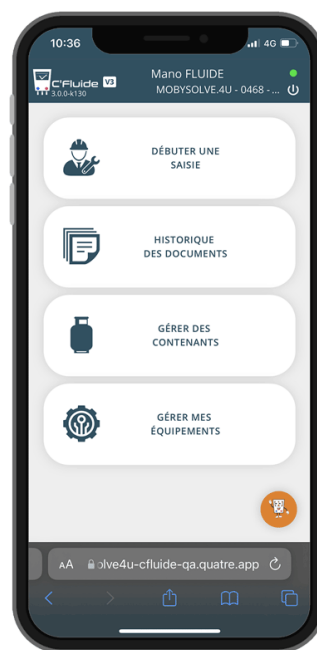 10:36
4G
C'Fluide V3
3.0.0-k130
Mano FLUIDE
MOBYSOLVE.4U - 0468 - ...
DÉBUTER UNE
SAISIE
HISTORIQUE
DES DOCUMENTS
GÉRER DES
CONTENANTS
GÉRER MES
ÉQUIPEMENTS
AA olve4u-cfluide-qa.quatre.app